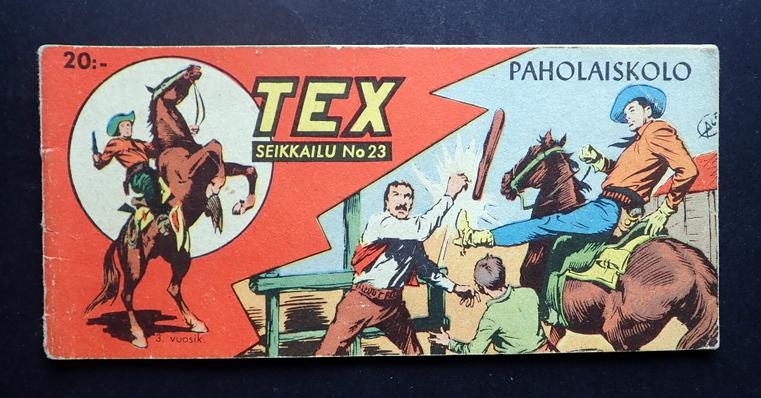 20:-
TEX
SEIKKAILU No 23
PAHOLAISKOLO
3. VUOSIK.